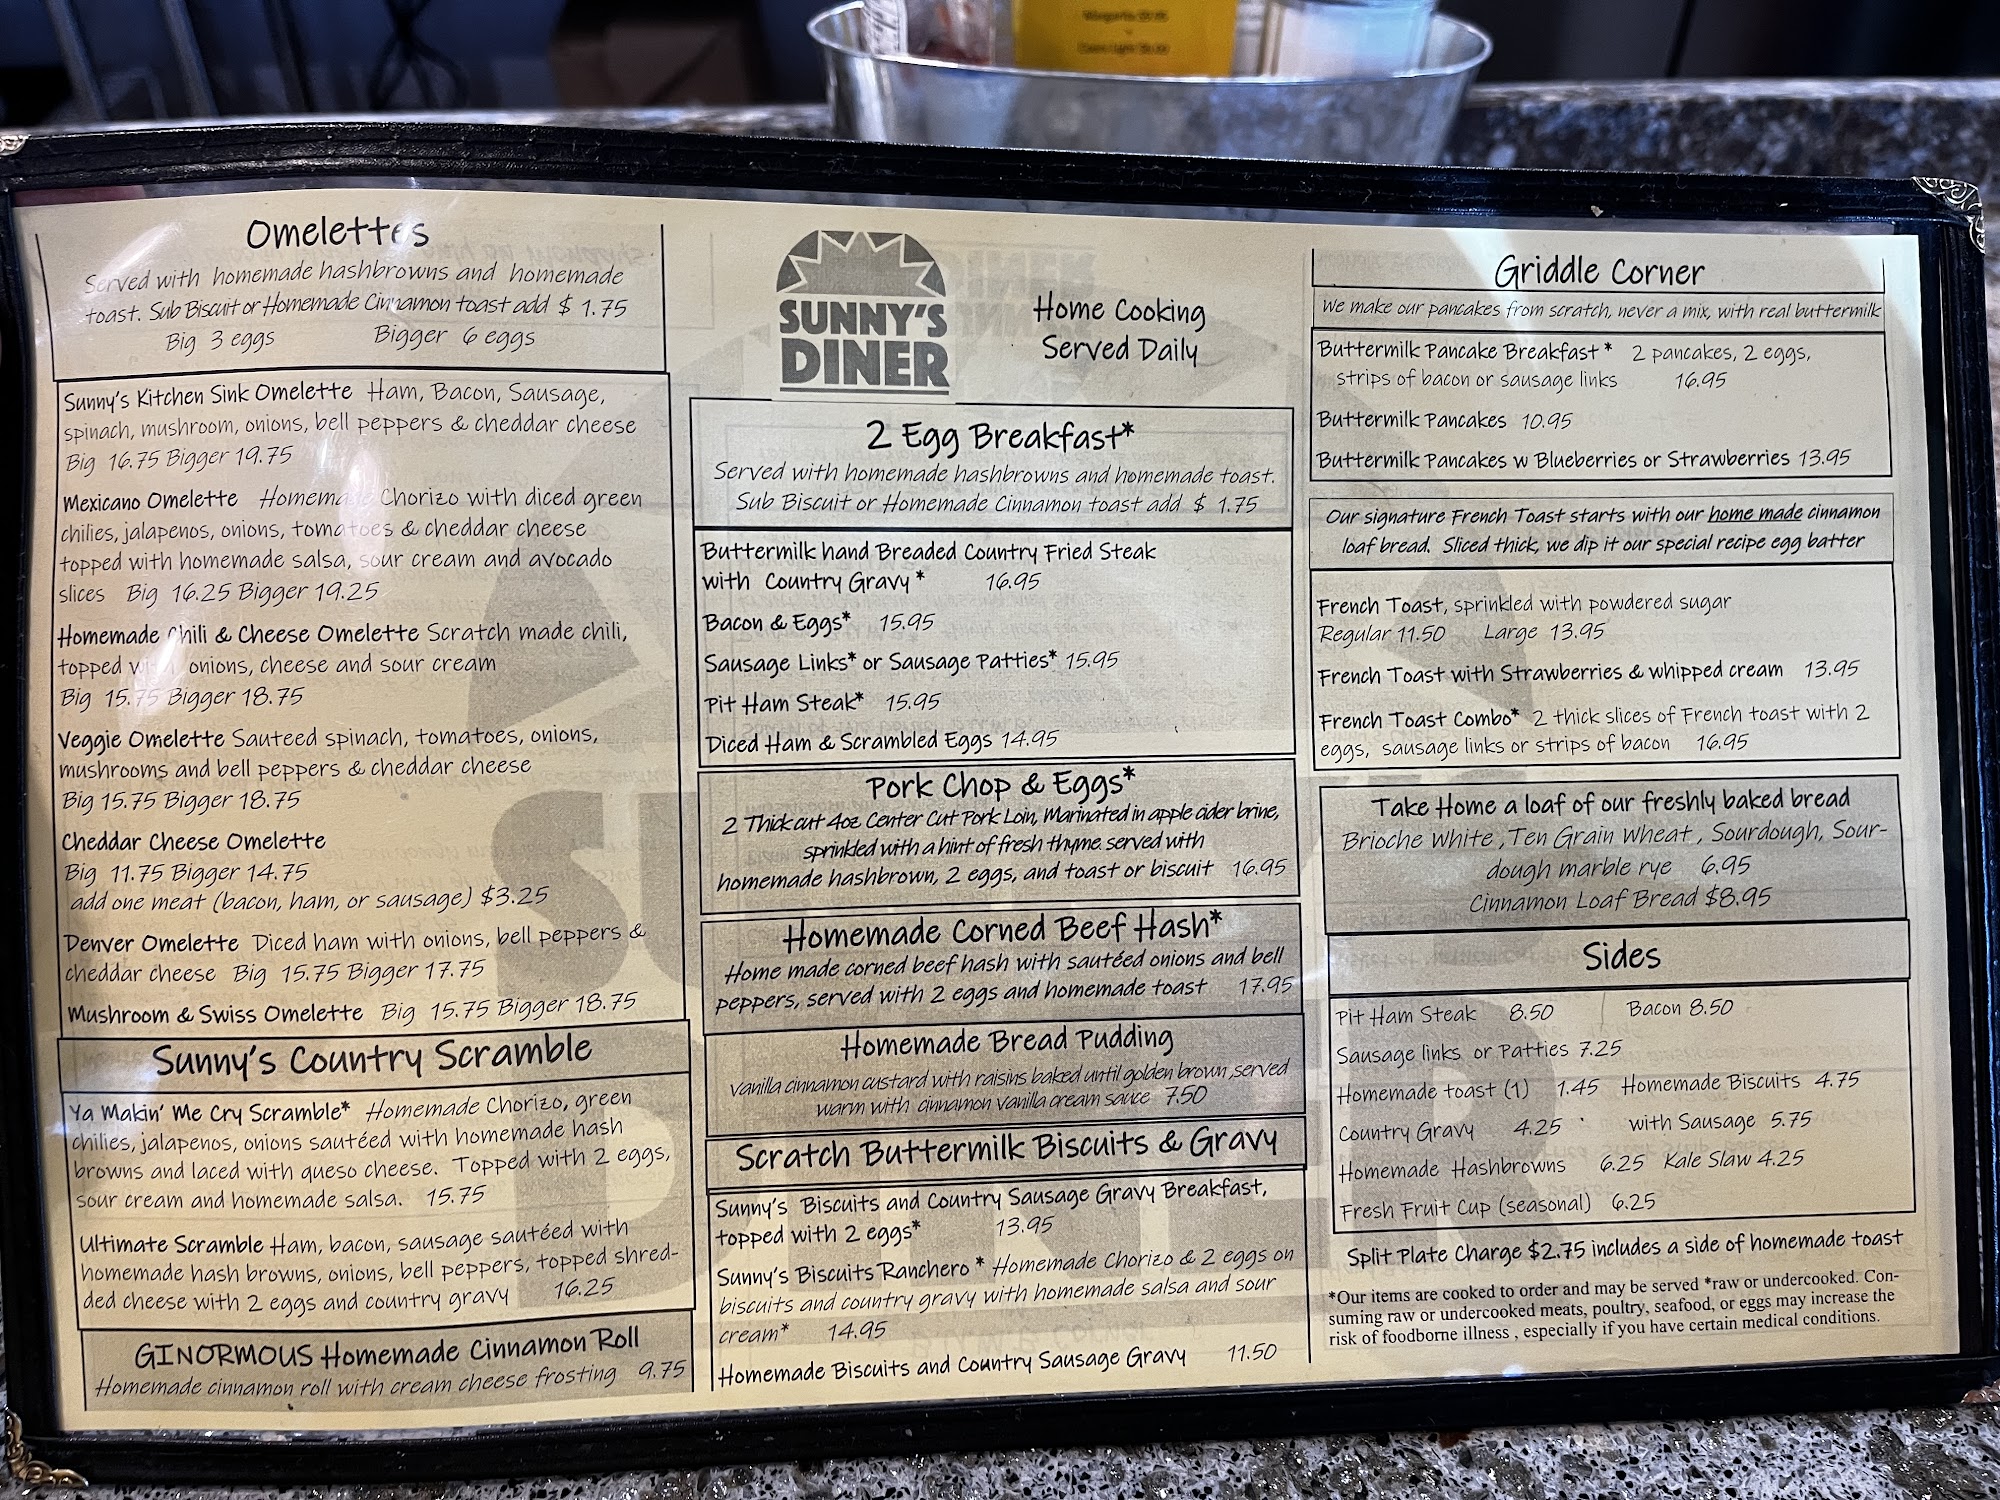 Omelettes
Served with homemade hashbrowns and homemade
toast. Sub Biscuit or Homemade Cinnamon toast add $ 1.75
Big 3 eggs Bigger 6 eggs
Sunny's Kitchen Sink Omelette Ham, Bacon, Sausage,
spinach, mushroom, onions, bell peppers & cheddar cheese
Big 16.75 Bigger 19.75
Mexicano Omelette Homemade Chorizo with diced green
chilies, jalapenos, onions, tomatoes & cheddar cheese
topped with homemade salsa, sour cream and avocado
slices Big 16.25 Bigger 19.25
Homemade Chili & Cheese Omelette Scratch made chili,
topped with onions, cheese and sour cream
Big 15.75 Bigger 18.75
Veggie Omelette Sauteed spinach, tomatoes, onions,
mushrooms and bell peppers & cheddar cheese
Big 15.75 Bigger 18.75
Cheddar Cheese Omelette
Big 11.75 Bigger 14.75
add one meat (bacon, ham, or sausage) $3.25
Denver Omelette Diced ham with onions, bell peppers &
cheddar cheese Big 15.75 Bigger 17.75
Mushroom & Swiss Omelette Big 15.75 Bigger 18.75
Sunny's Country Scramble
Ya Makin' Me Cry Scramble* Homemade Chorizo, green
chilies, jalapenos, onions sautéed with homemade hash
browns and laced with queso cheese. Topped with 2 eggs,
sour cream and homemade salsa. 15.75
Ultimate Scramble Ham, bacon, sausage sautéed with
homemade hash browns, onions, bell peppers, topped shred-
ded cheese with 2 eggs and country gravy 16.25
GINORMOUS Homemade Cinnamon Roll
Homemade cinnamon roll with cream cheese frosting 9.75
SUNNY'S
DINER
Home Cooking
Served Daily
2 Egg Breakfast*
Served with homemade hashbrowns and homemade toast.
Sub Biscuit or Homemade Cinnamon toast add $ 1.75
Buttermilk hand Breaded Country Fried Steak
with Country Gravy* 16.95
Bacon & Eggs* 15.95
Sausage Links* or Sausage Patties* 15.95
Pit Ham Steak* 15.95
Diced Ham & Scrambled Eggs 14.95
Pork Chop & Eggs*
2 Thick cut 4oz Center Cut Pork Loin, Marinated in apple cider brine,
sprinkled with a hint of fresh thyme. served with
homemade hashbrown, 2 eggs, and toast or biscuit 16.95
Homemade Corned Beef Hash*
Home made corned beef hash with sautéed onions and bell
peppers, served with 2 eggs and homemade toast 17.95
Homemade Bread Pudding
vanilla cinnamon custard with raisins baked until golden brown ,served
warm with cinnamon vanilla cream sauce 7.50
Scratch Buttermilk Biscuits & Gravy
Sunny's Biscuits and Country Sausage Gravy Breakfast,
topped with 2 eggs* 13.95
Sunny's Biscuits Ranchero * Homemade Chorizo & 2 eggs on
biscuits and country gravy with homemade salsa and sour
cream* 14.95
Homemade Biscuits and Country Sausage Gravy 11.50
Griddle Corner
We make our pancakes from scratch, never a mix, with real buttermilk
Buttermilk Pancake Breakfast * 2 pancakes, 2 eggs,
strips of bacon or sausage links 16.95
Buttermilk Pancakes 10.95
Buttermilk Pancakes w Blueberries or Strawberries 13.95
Our signature French Toast starts with our home made cinnamon
loaf bread. Sliced thick, we dip it our special recipe egg batter
French Toast, sprinkled with powdered sugar
Regular 11.50 Large 13.95
French Toast with Strawberries & whipped cream 13.95
French Toast Combo* 2 thick slices of French toast with 2
eggs, sausage links or strips of bacon 16.95
Take Home a loaf of our freshly baked bread
Brioche White ,Ten Grain Wheat , Sourdough, Sour-
dough marble rye 6.95
Cinnamon Loaf Bread $8.95
Sides
Pit Ham Steak 8.50 Bacon 8.50
Sausage links or Patties 7.25
Homemade toast (1) 1.45 Homemade Biscuits 4.75
Country Gravy 4.25 with Sausage 5.75
Homemade Hashbrowns 6.25 Kale Slaw 4.25
Fresh Fruit Cup (seasonal) 6.25
Split Plate Charge $2.75 includes a side of homemade toast
*Our items are cooked to order and may be served *raw or undercooked. Con-
suming raw or undercooked meats, poultry, seafood, or eggs may increase the
risk of foodborne illness , especially if you have certain medical conditions.